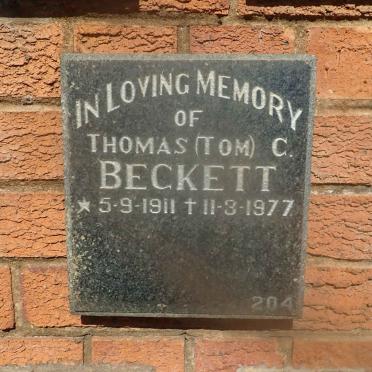 IN LOVING MEMORY
OF
THOMAS (TOM) C.
BECKETT
* 5-9-1911 † 11-3-1977
204